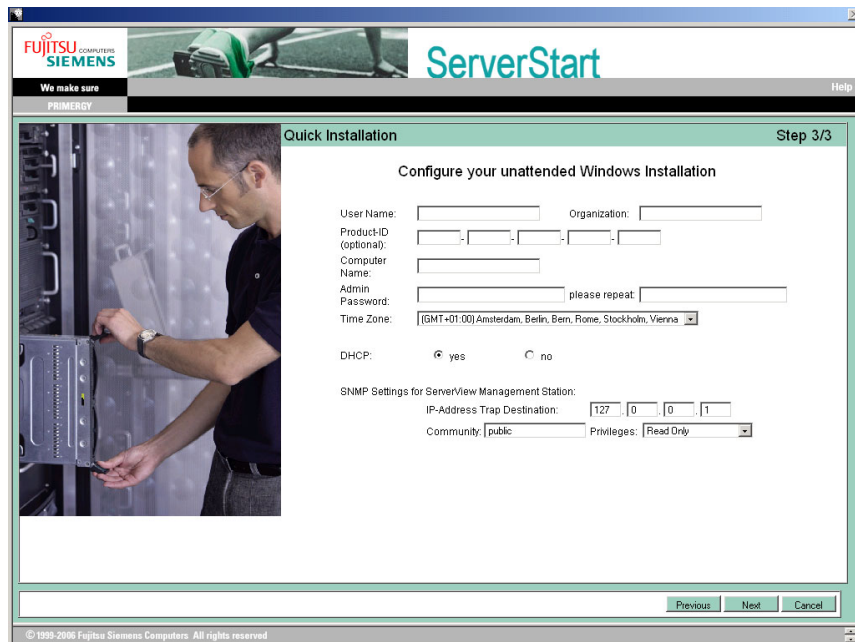 FUJITSU COMPUTERS
SIEMENS
ServerStart
We make sure
Help
PRIMERGY
Quick Installation
Step 3/3
Configure your unattended Windows Installation
User Name:
Organization:
Product-ID
(optional):
- - - -
Computer
Name:
Admin
Password:
please repeat:
Time Zone:
(GMT+01:00) Amsterdam, Berlin, Bern, Rome, Stockholm, Vienna
DHCP:
yes
no
SNMP Settings for ServerView Management Station:
IP-Address Trap Destination:
127 . 0 . 0 . 1
Community: public
Privileges: Read Only
Previous
Next
Cancel
© 1999-2006 Fujitsu Siemens Computers All rights reserved